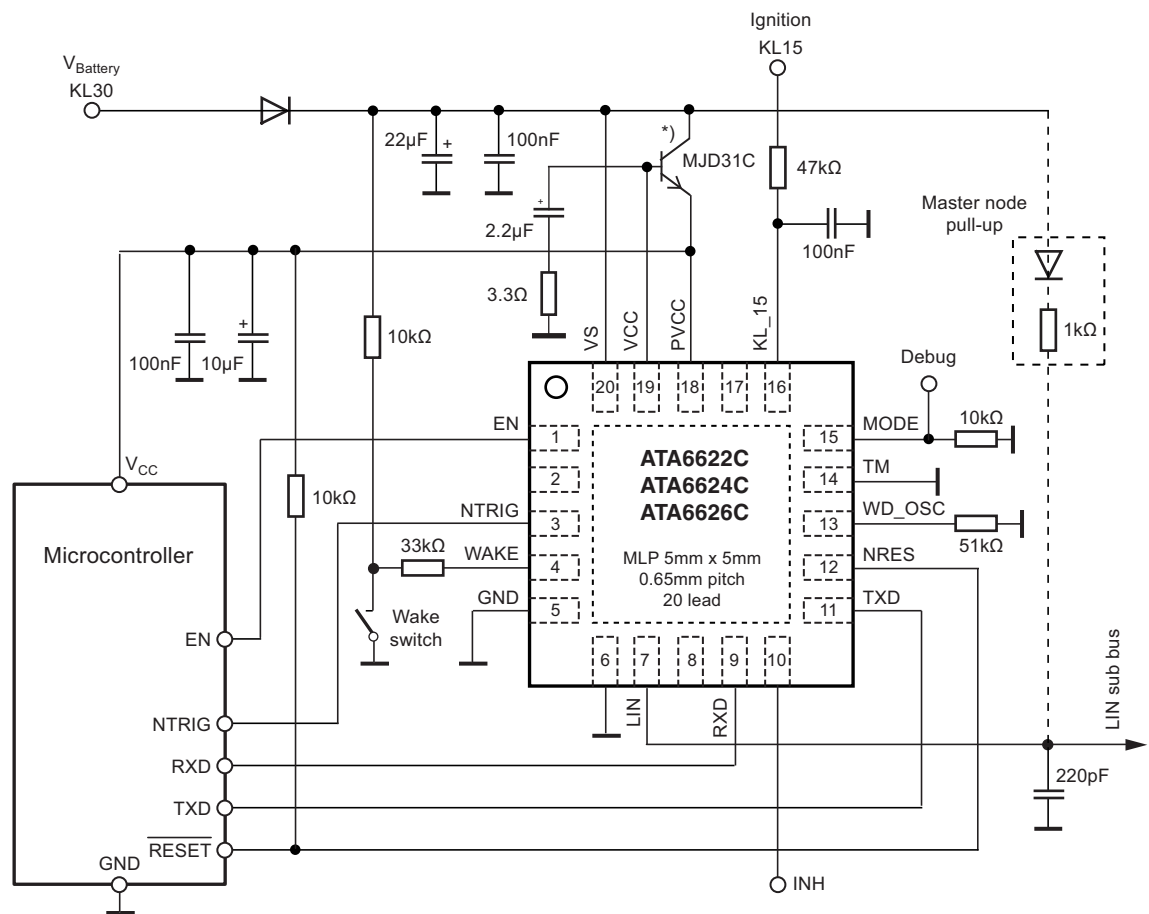 Ignition
KL15
V_Battery
KL30
22µF
+
100nF
*)
MJD31C
47kΩ
100nF
Master node
pull-up
1kΩ
+
2.2µF
3.3Ω
100nF
10µF
+
10kΩ
VS
VCC
PVCC
KL_15
Debug
20
19
18
17
16
EN
1
2
NTRIG
3
33kΩ
WAKE
4
GND
5
ATA6622C
ATA6624C
ATA6626C
MLP 5mm x 5mm
0.65mm pitch
20 lead
15
MODE
10kΩ
14
TM
13
WD_OSC
51kΩ
12
NRES
11
TXD
6
7
8
9
10
LIN
RXD
10kΩ
Wake
switch
V_CC
Microcontroller
EN
NTRIG
RXD
TXD
RESET
GND
LIN sub bus
220pF
INH